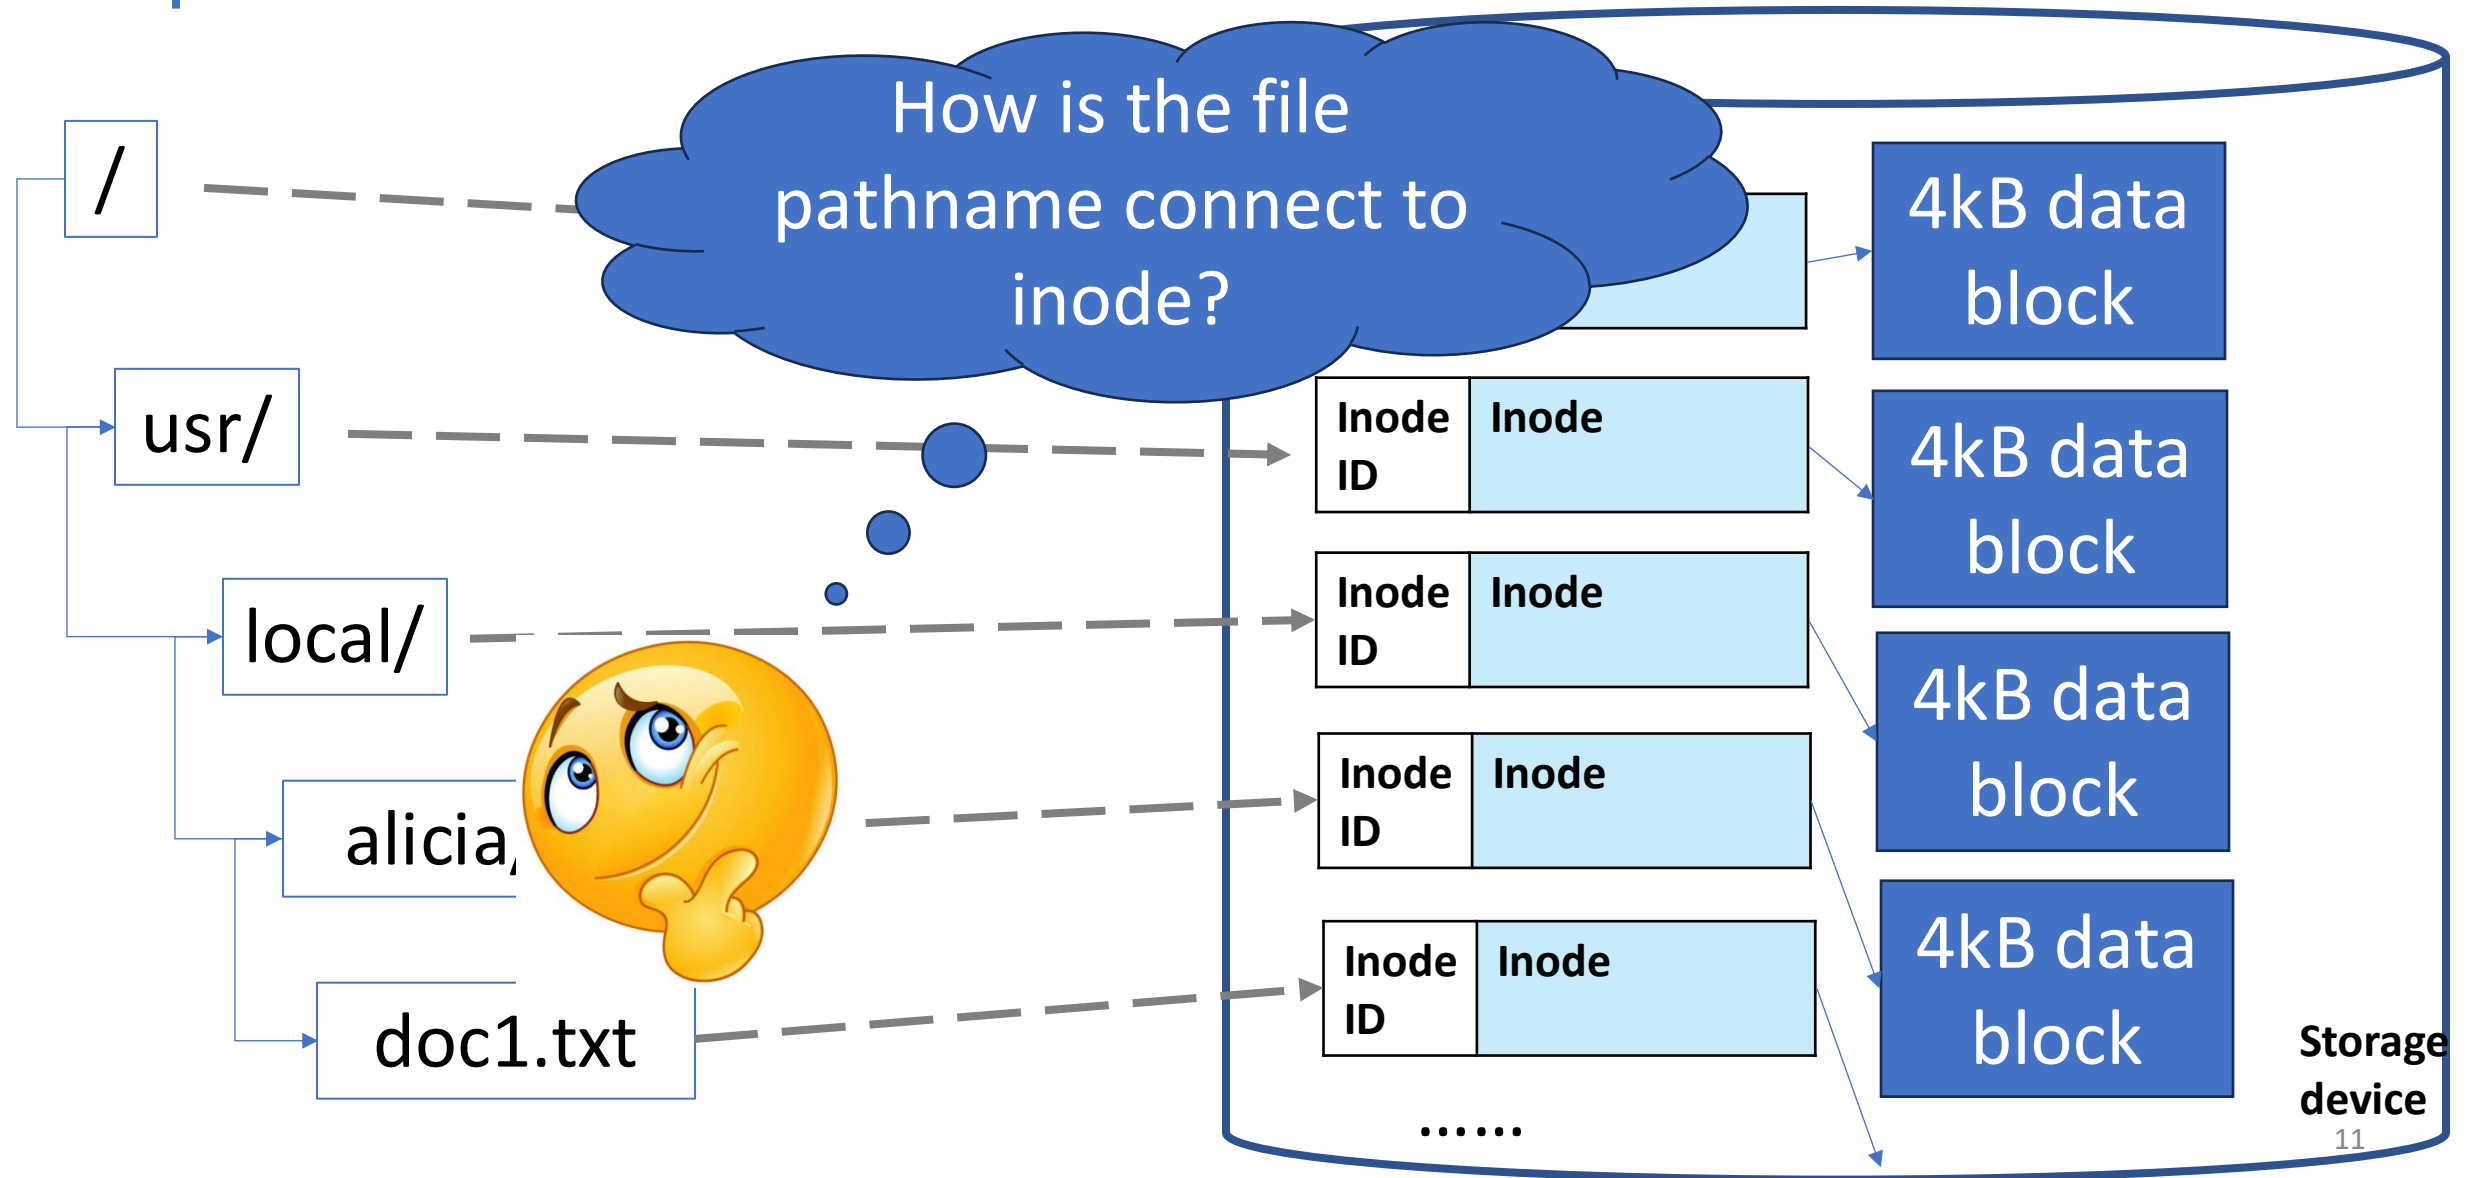 How is the file
pathname connect to
inode?
/
usr/
local/
alicia/
doc1.txt
Inode
ID
Inode
Inode
ID
Inode
Inode
ID
Inode
Inode
ID
Inode
……
4kB data
block
4kB data
block
4kB data
block
4kB data
block
Storage
device
11